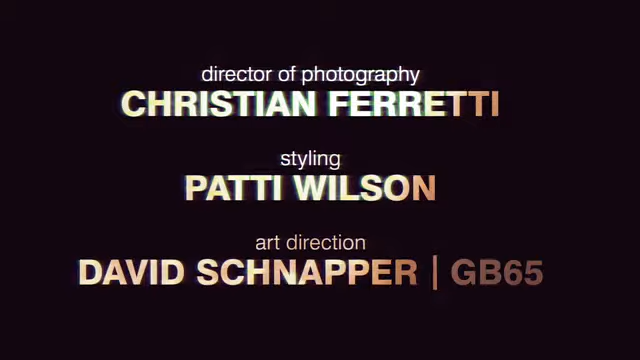 director of photography
CHRISTIAN FERRETTI
styling
PATTI WILSON
art direction
DAVID SCHNAPPER | GB65